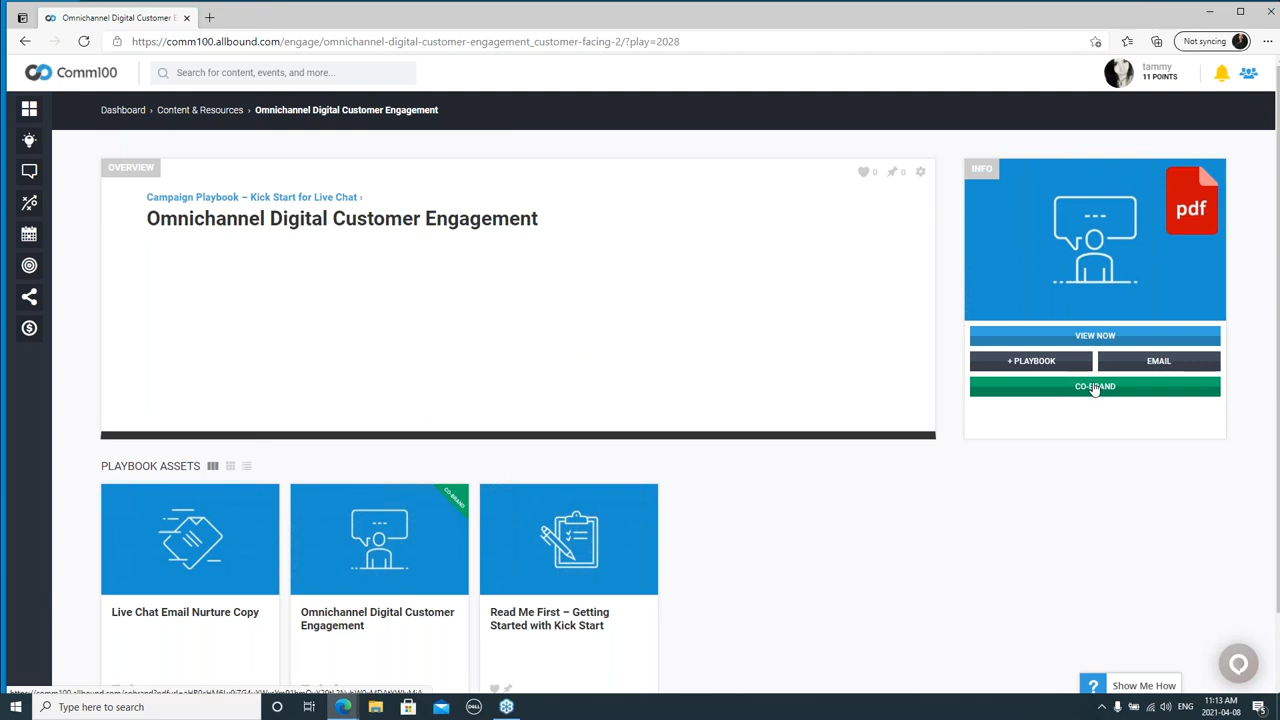 Omnichannel Digital Customer E
https://comm100.allbound.com/engage/omnichannel-digital-customer-engagement_customer-facing-2/?play=2028
Not syncing
Comm100
Search for content, events, and more...
tammy
11 POINTS
Dashboard › Content & Resources › Omnichannel Digital Customer Engagement
OVERVIEW
0
0
Campaign Playbook – Kick Start for Live Chat ›
Omnichannel Digital Customer Engagement
INFO
pdf
VIEW NOW
+ PLAYBOOK
EMAIL
CO-BRAND
PLAYBOOK ASSETS
CO-BRAND
Live Chat Email Nurture Copy
Omnichannel Digital Customer
Engagement
Read Me First – Getting
Started with Kick Start
? Show Me How
Type here to search
DELL
ENG
11:13 AM
2021-04-08
5